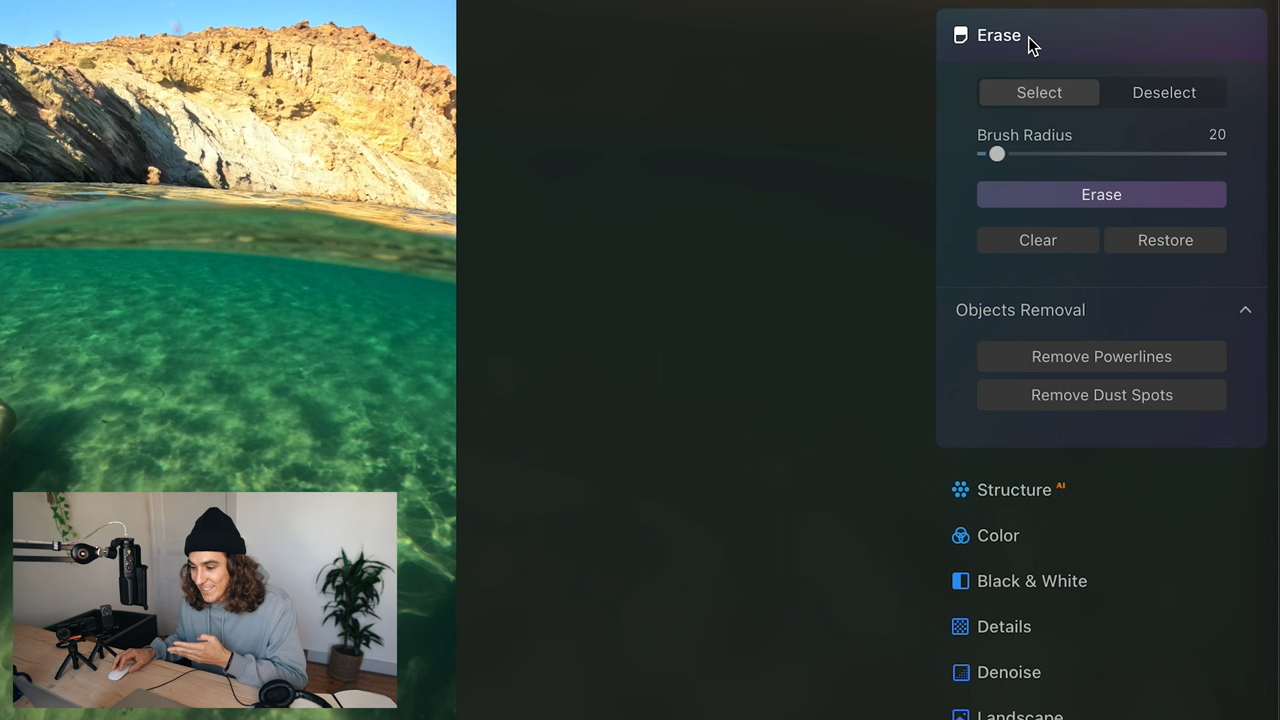 Erase
Select Deselect
Brush Radius 20
Erase
Clear Restore
Objects Removal
Remove Powerlines
Remove Dust Spots
Structure AI
Color
Black & White
Details
Denoise
Landscape